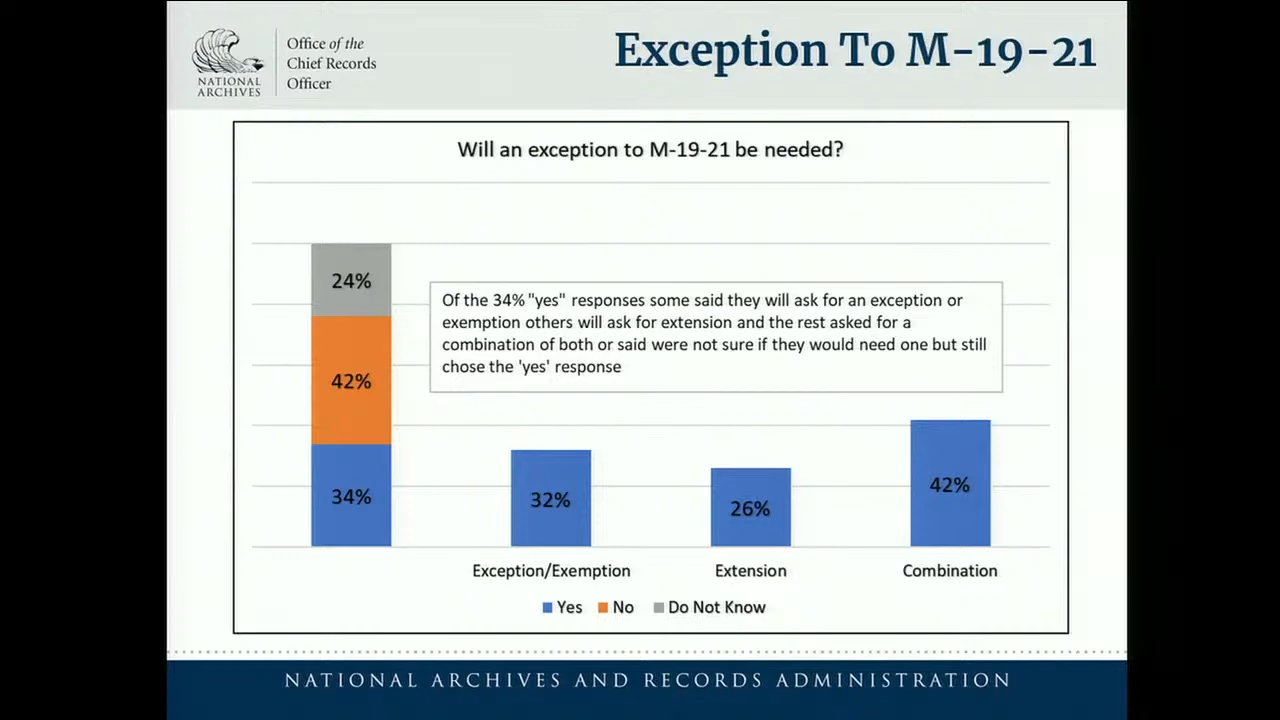 NATIONAL
ARCHIVES
Office of the
Chief Records
Officer
Exception To M-19-21
Will an exception to M-19-21 be needed?
24%
42%
34%
Of the 34% "yes" responses some said they will ask for an exception or
exemption others will ask for extension and the rest asked for a
combination of both or said were not sure if they would need one but still
chose the 'yes' response
32%
26%
42%
Exception/Exemption
Extension
Combination
Yes
No
Do Not Know
NATIONAL ARCHIVES AND RECORDS ADMINISTRATION